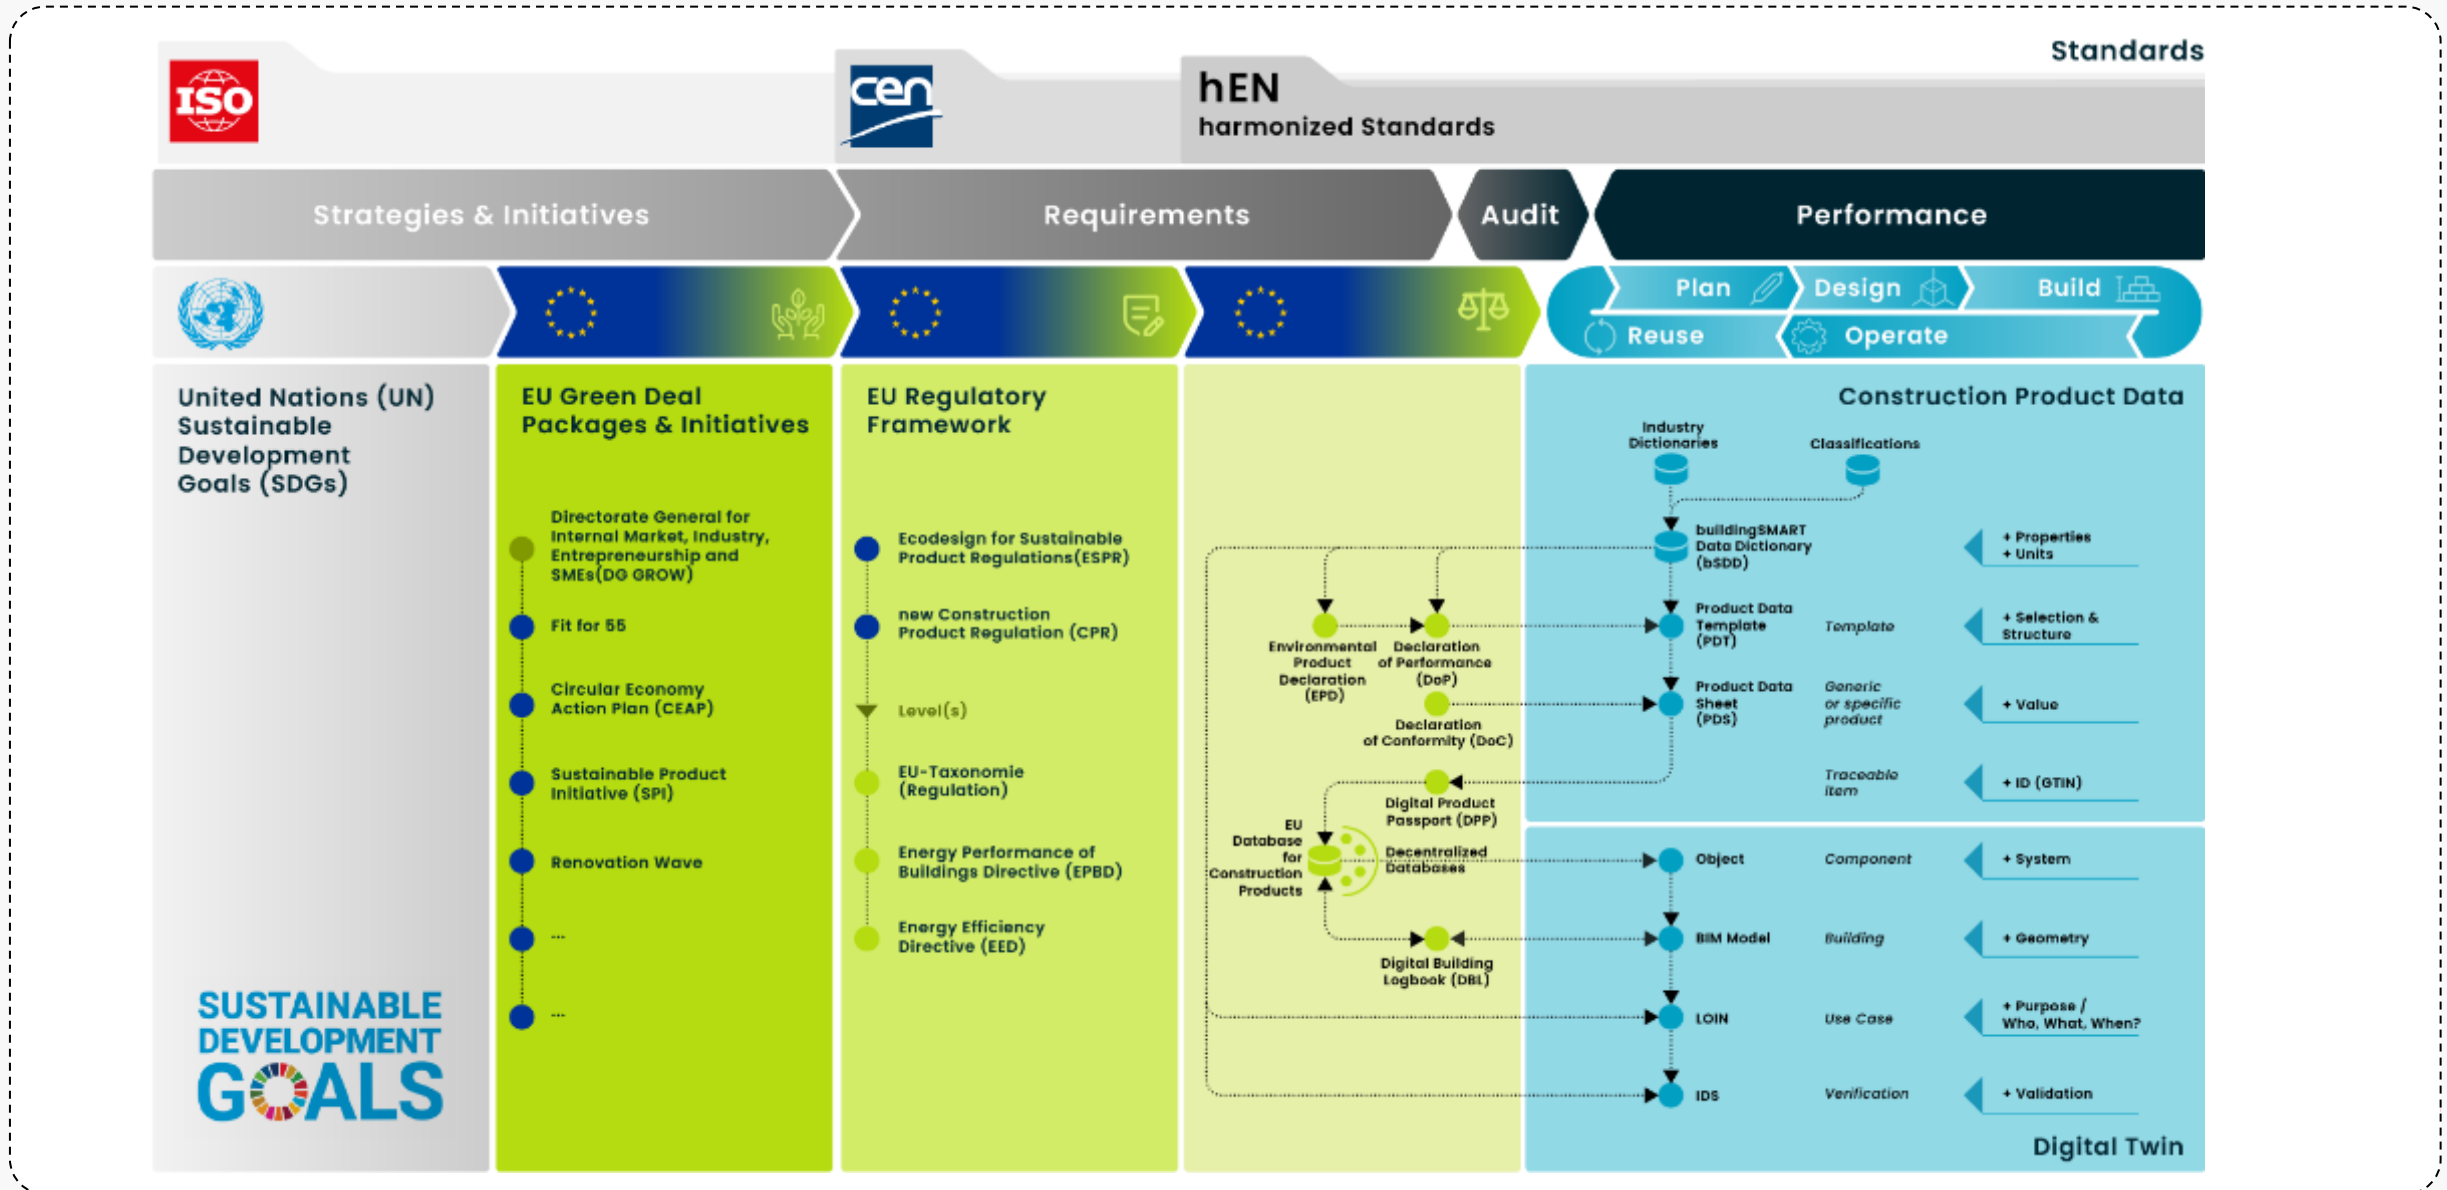 Standards
ISO
cen
hEN
harmonized Standards
Strategies & Initiatives
Requirements
Audit
Performance
Plan
Design
Build
Reuse
Operate
United Nations (UN)
Sustainable
Development
Goals (SDGs)
SUSTAINABLE
DEVELOPMENT
GOALS
EU Green Deal
Packages & Initiatives
Directorate General for
Internal Market, Industry,
Entrepreneurship and
SMEs(DG GROW)
Fit for 55
Circular Economy
Action Plan (CEAP)
Sustainable Product
Initiative (SPI)
Renovation Wave
...
...
EU Regulatory
Framework
Ecodesign for Sustainable
Product Regulations(ESPR)
new Construction
Product Regulation (CPR)
Level(s)
EU-Taxonomie
(Regulation)
Energy Performance of
Buildings Directive (EPBD)
Energy Efficiency
Directive (EED)
Environmental
Product
Declaration
(EPD)
Declaration
of Performance
(DoP)
Declaration
of Conformity (DoC)
Digital Product
Passport (DPP)
EU
Database
for
Construction
Products
Decentralized
Databases
Digital Building
Logbook (DBL)
Construction Product Data
Industry
Dictionaries
Classifications
buildingSMART
Data Dictionary
(bSDD)
+ Properties
+ Units
Product Data
Template
(PDT)
Template
+ Selection &
Structure
Product Data
Sheet
(PDS)
Generic
or specific
product
+ Value
Traceable
item
+ ID (GTIN)
Object
Component
+ System
BIM Model
Building
+ Geometry
LOIN
Use Case
+ Purpose /
Who, What, When?
IDS
Verification
+ Validation
Digital Twin